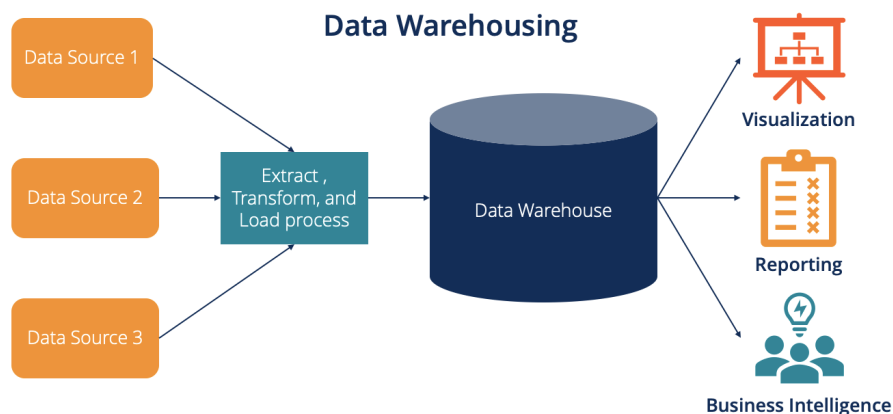 Data Warehousing
Data Source 1
Data Source 2
Data Source 3
Extract ,
Transform, and
Load process
Data Warehouse
Visualization
Reporting
Business Intelligence